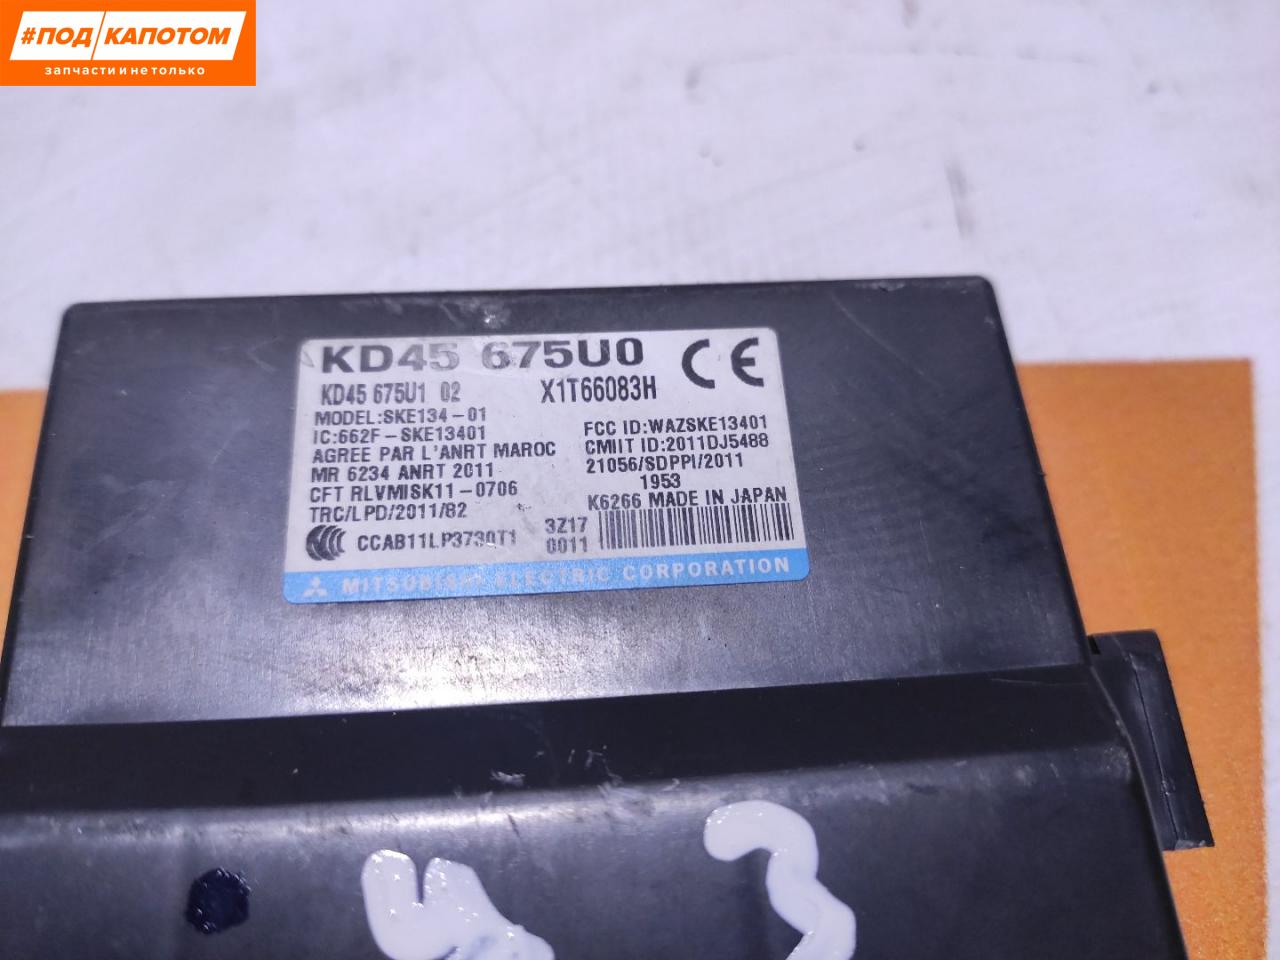 #ПОД КАПОТОМ
ЗАПЧАСТИ И НЕ ТОЛЬКО
KD45 675U0
KD45 675U1 02
X1T66083H
MODEL:SKE134-01
IC:662F-SKE13401
AGREE PAR L'ANRT MAROC
MR 6234 ANRT 2011
CFT RLVMISK11-0706
TRC/LPD/2011/82
CCAB11LP3730T1
FCC ID:WAZSKE13401
CMIIT ID:2011DJ5488
21056/SDPPI/2011
1953
K6266 MADE IN JAPAN
3Z17
0011
MITSUBISHI ELECTRIC CORPORATION